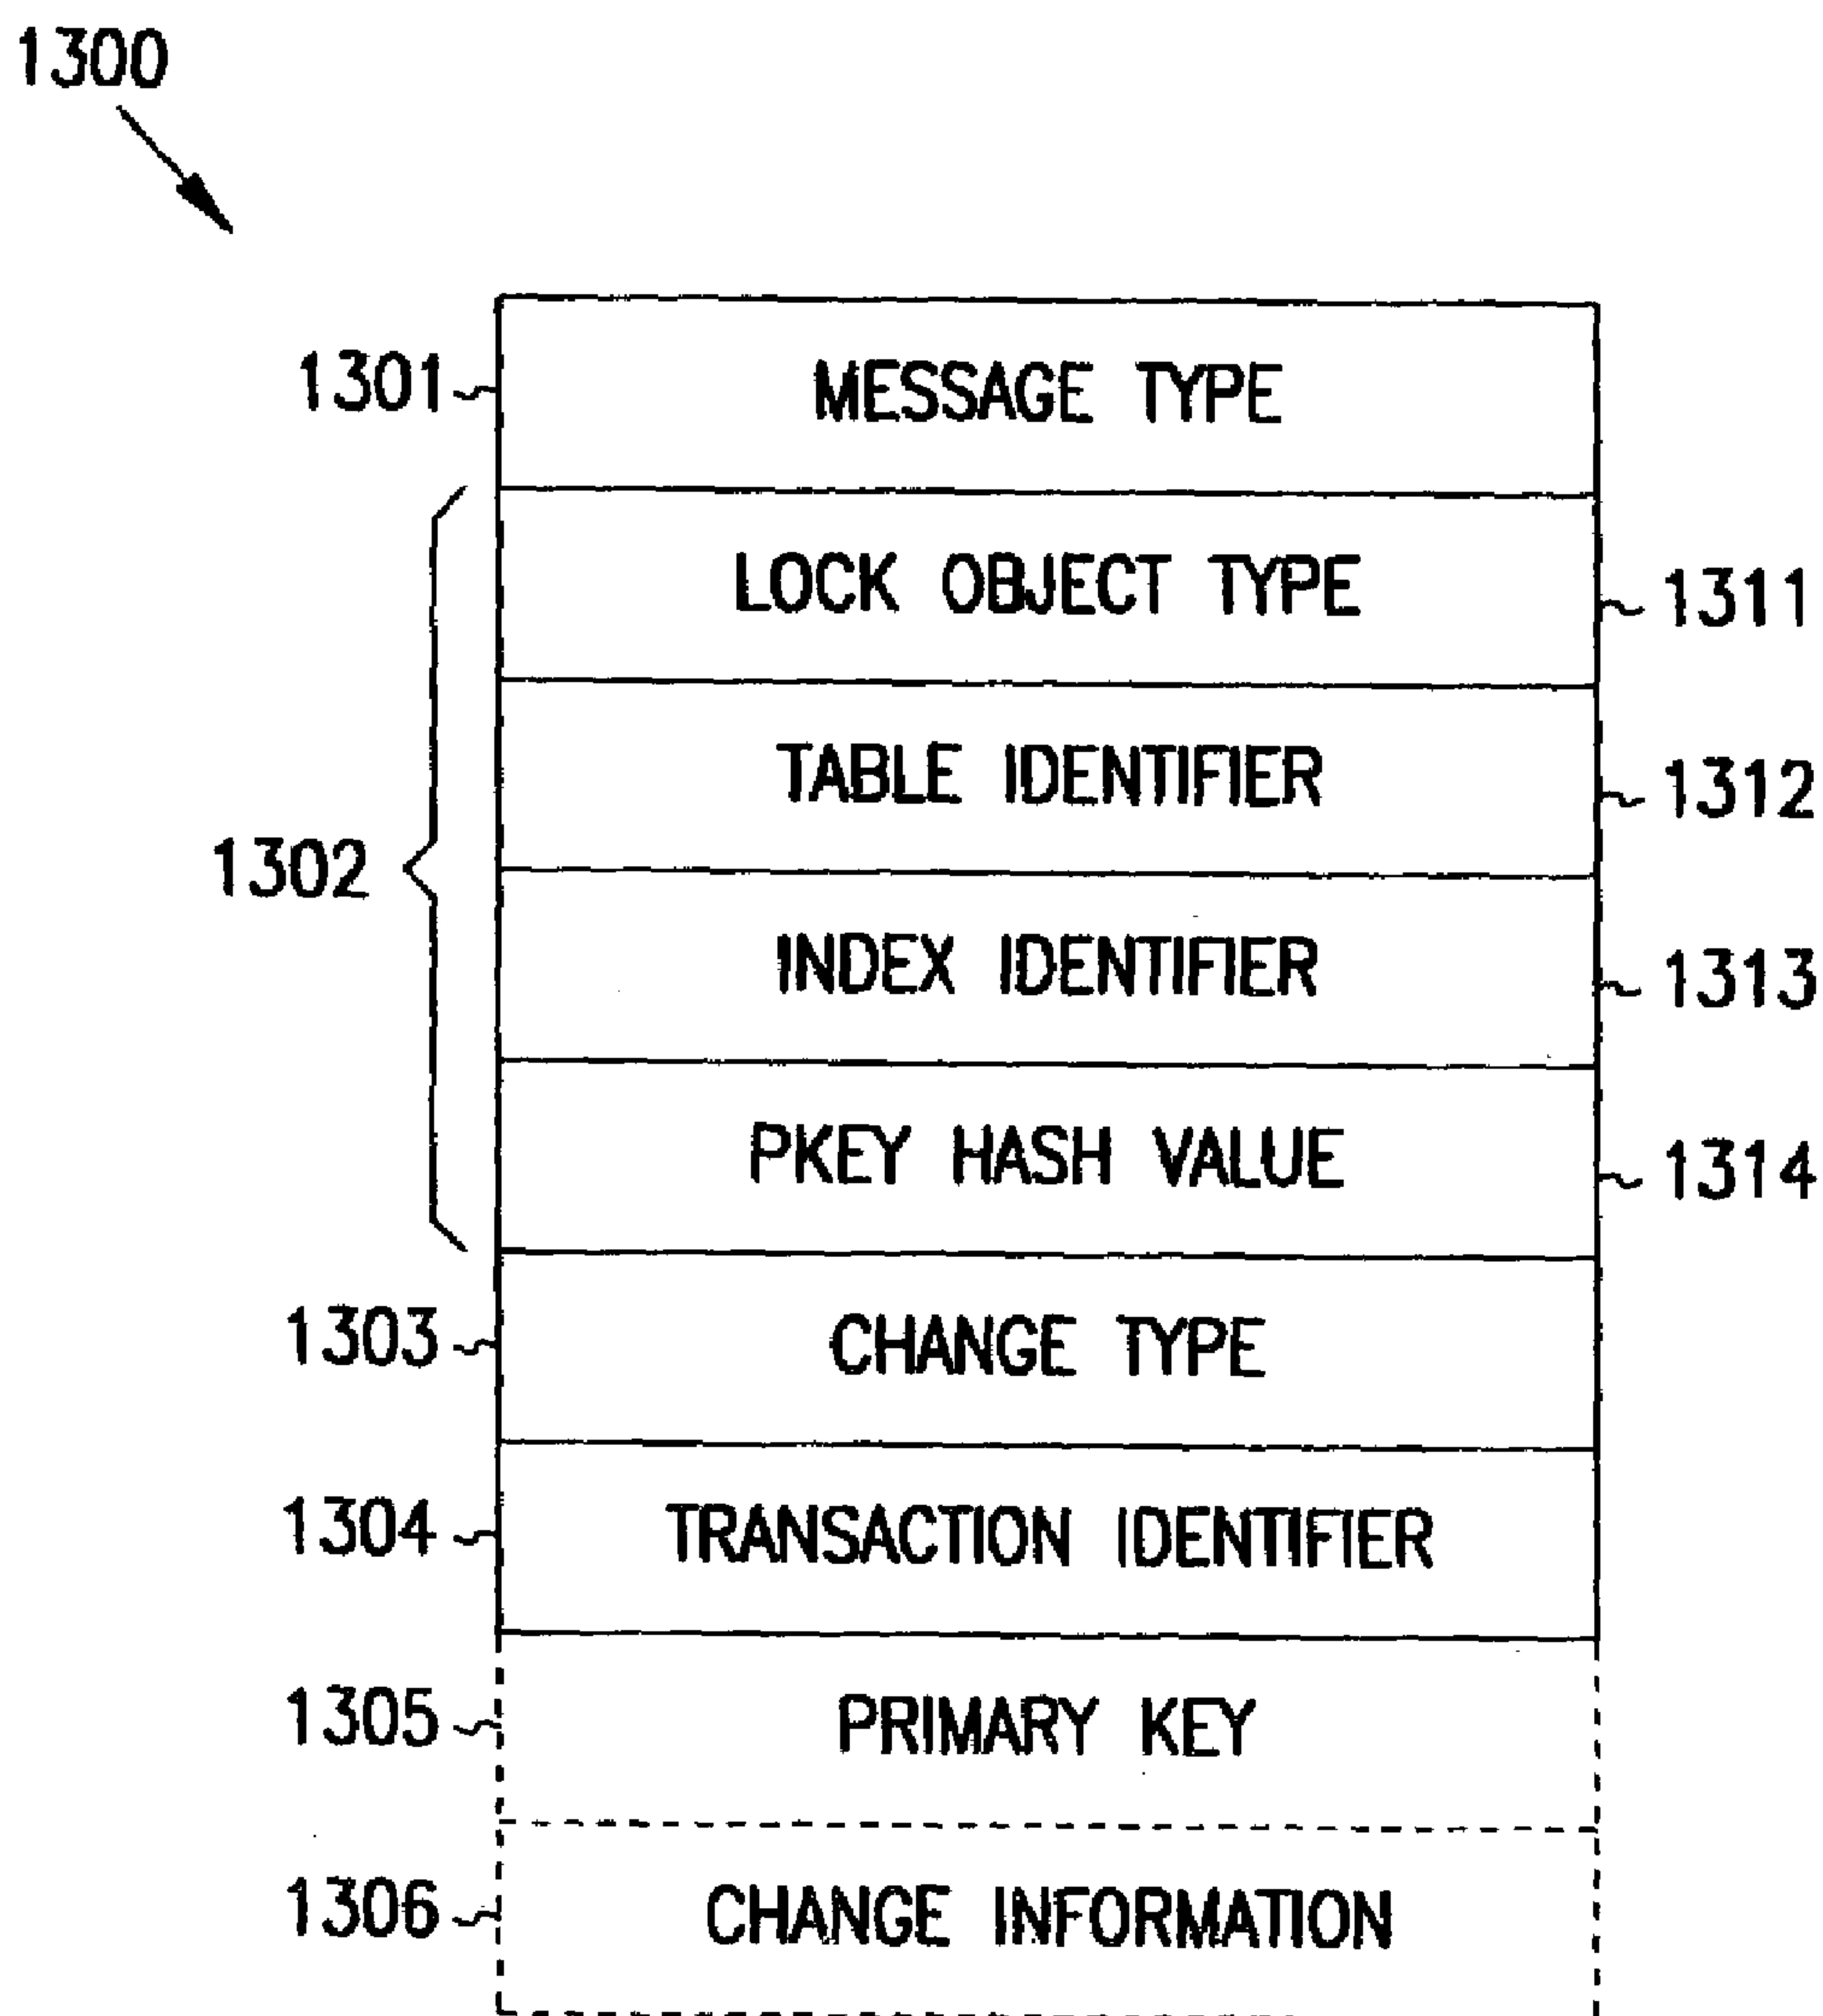 1300
1301 MESSAGE TYPE
LOCK OBJECT TYPE 1311
TABLE IDENTIFIER 1312
1302
INDEX IDENTIFIER 1313
PKEY HASH VALUE 1314
1303 CHANGE TYPE
1304 TRANSACTION IDENTIFIER
1305 PRIMARY KEY
1306 CHANGE INFORMATION